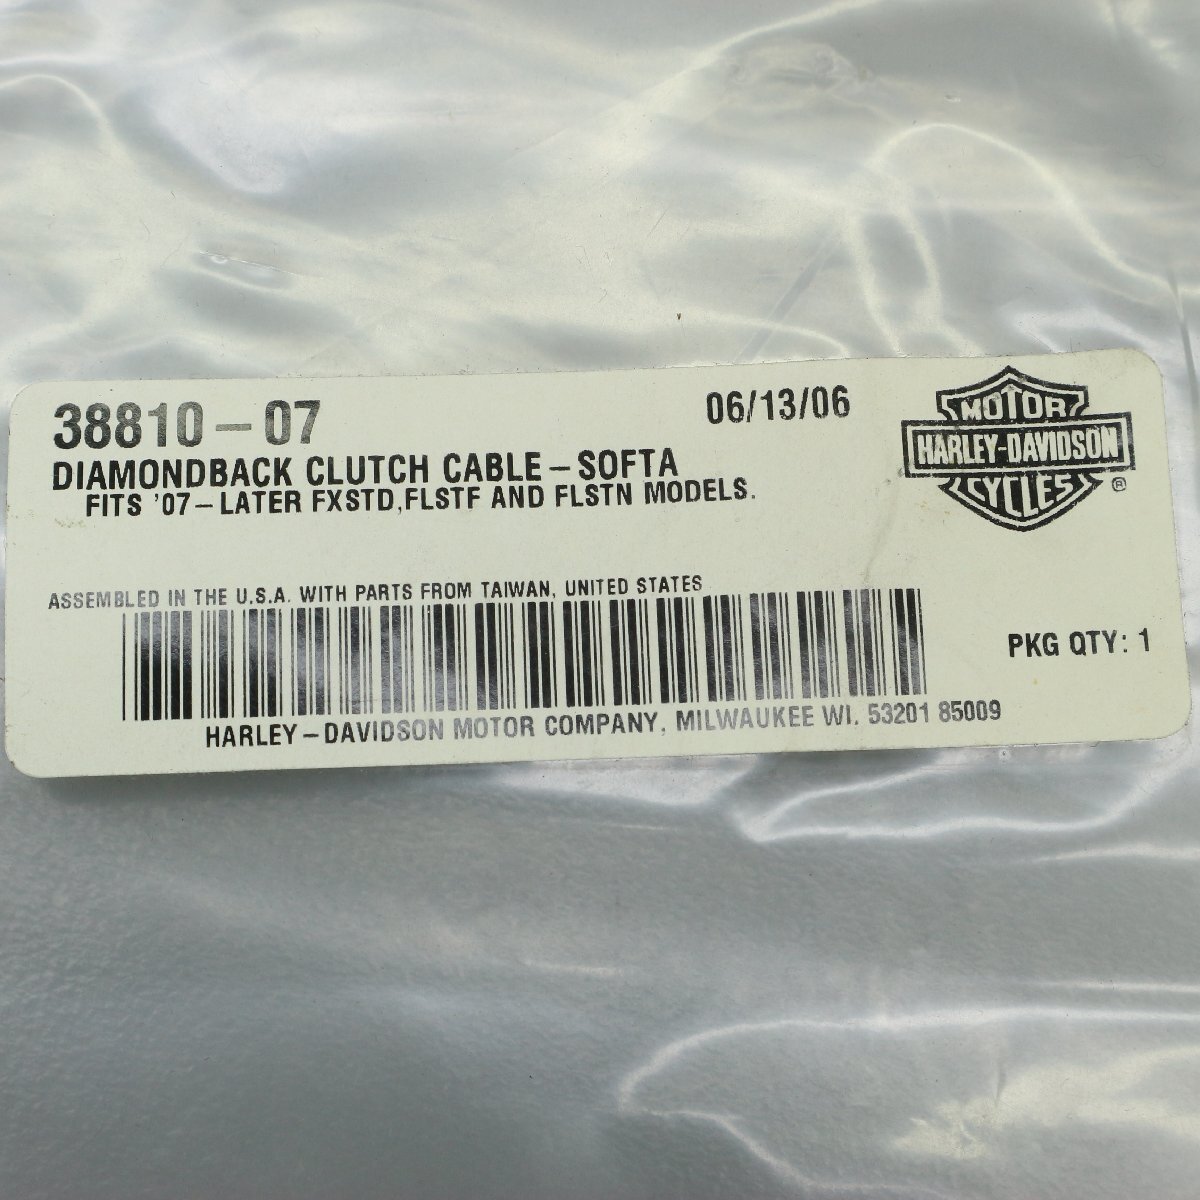 38810-07
06/13/06
MOTOR
HARLEY-DAVIDSON
CYCLES
®
DIAMONDBACK CLUTCH CABLE-SOFTA
FITS '07-LATER FXSTD,FLSTF AND FLSTN MODELS.
ASSEMBLED IN THE U.S.A. WITH PARTS FROM TAIWAN, UNITED STATES
PKG QTY: 1
HARLEY-DAVIDSON MOTOR COMPANY, MILWAUKEE WI. 53201 85009